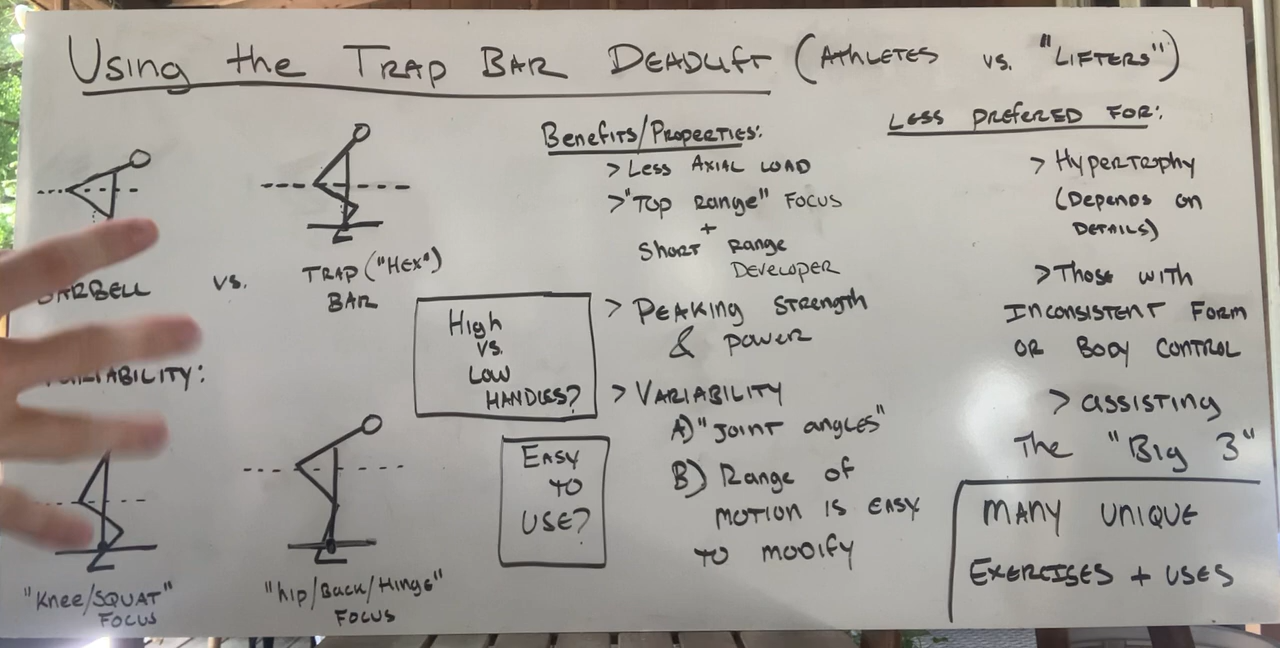 Using the TRAP BAR DEADLIFT (ATHLETES vs. "LIFTERS")
BARBELL
vs.
TRAP ("HEX")
BAR
VARIABILITY:
"Knee/SQUAT"
FOCUS
"hip/Back/Hinge"
FOCUS
High
vs.
Low
HANDLES?
EASY
TO
USE?
Benefits/Properties:
> Less AXIAL LOAD
> "Top Range" FOCUS
+
Short Range
DEVELOPER
> PEAKING STRENGTH
& POWER
> VARIABILITY
A) "JOINT angles"
B) Range of
MOTION IS EASY
TO MODIFY
LESS PREFERED FOR:
> HYPERTROPHY
(Depends on
DETAILS)
> Those with
INCONSISTENT FORM
OR BODY CONTROL
> assisting
The "Big 3"
MANY UNIQUE
EXERCISES + USES